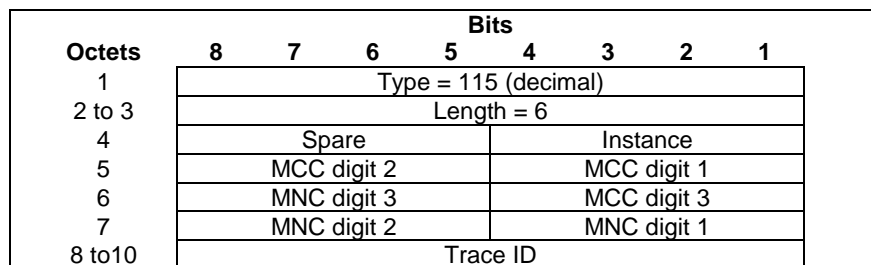 Bits
Octets 8 7 6 5 4 3 2 1
1 Type = 115 (decimal)
2 to 3 Length = 6
4 Spare Instance
5 MCC digit 2 MCC digit 1
6 MNC digit 3 MCC digit 3
7 MNC digit 2 MNC digit 1
8 to10 Trace ID